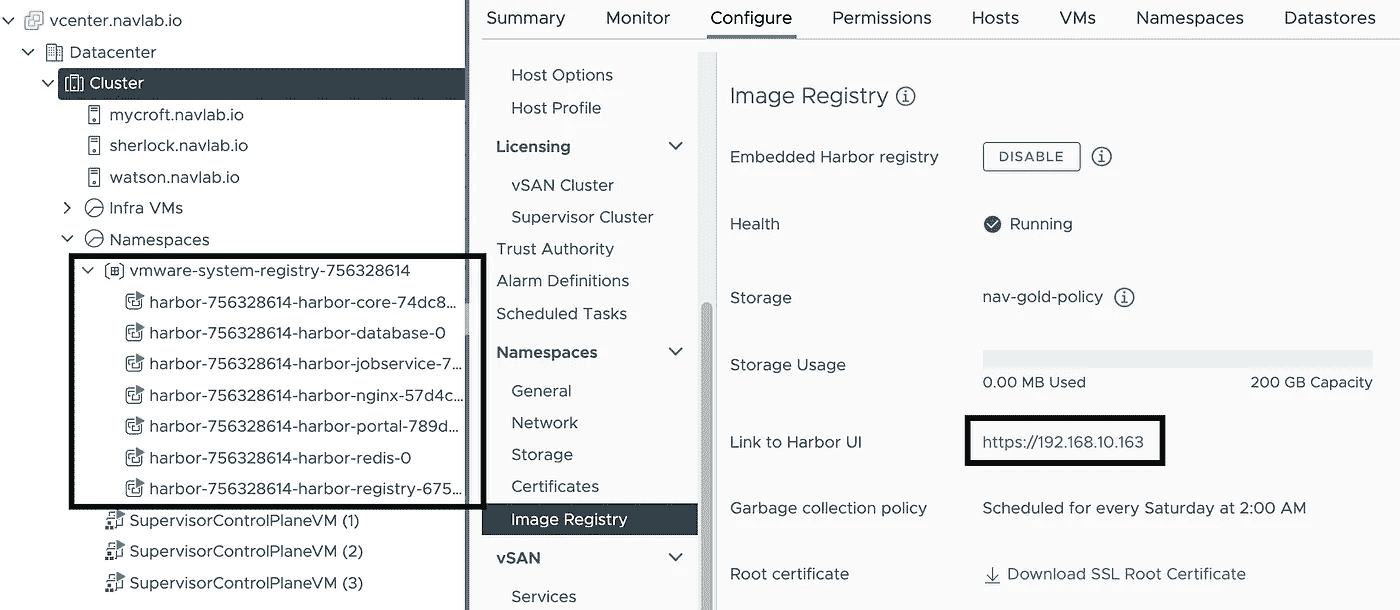 vcenter.navlab.io
Datacenter
Cluster
mycroft.navlab.io
sherlock.navlab.io
watson.navlab.io
Infra VMs
Namespaces
vmware-system-registry-756328614
harbor-756328614-harbor-core-74dc8...
harbor-756328614-harbor-database-0
harbor-756328614-harbor-jobservice-7...
harbor-756328614-harbor-nginx-57d4c...
harbor-756328614-harbor-portal-789d...
harbor-756328614-harbor-redis-0
harbor-756328614-harbor-registry-675...
SupervisorControlPlaneVM (1)
SupervisorControlPlaneVM (2)
SupervisorControlPlaneVM (3)
Summary Monitor Configure Permissions Hosts VMs Namespaces Datastores
Host Options
Host Profile
Licensing
vSAN Cluster
Supervisor Cluster
Trust Authority
Alarm Definitions
Scheduled Tasks
Namespaces
General
Network
Storage
Certificates
Image Registry
vSAN
Services
Image Registry
Embedded Harbor registry DISABLE
Health Running
Storage nav-gold-policy
Storage Usage
0.00 MB Used 200 GB Capacity
Link to Harbor UI https://192.168.10.163
Garbage collection policy Scheduled for every Saturday at 2:00 AM
Root certificate Download SSL Root Certificate